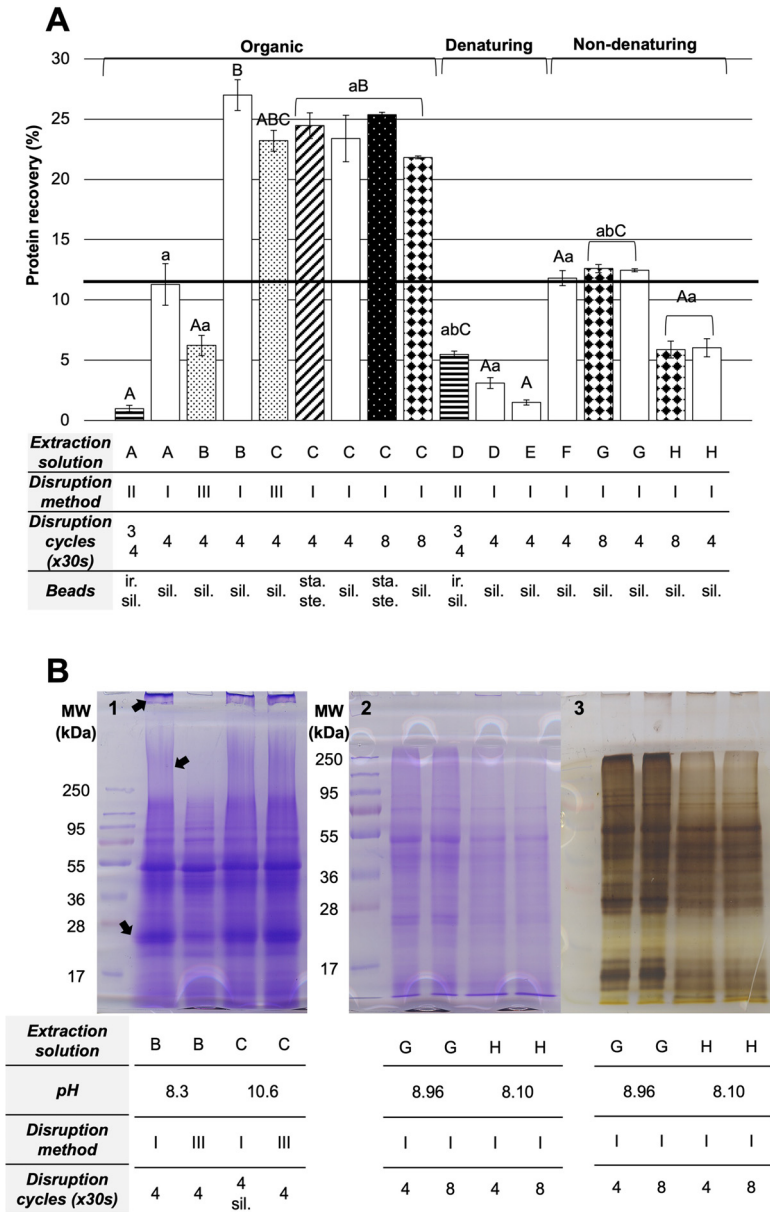 A
Organic
Denaturing
Non-denaturing
Protein recovery (%)
30
25
20
15
10
5
0
A
a
Aa
B
ABC
aB
abC
Aa
A
Aa
abC
Aa
Extraction solution A A B B C C C C C D D E F G G H H
Disruption method II I III I III I I I I II I I I I I I I
Disruption cycles (x30s) 3 4 4 4 4 4 4 4 8 8 3 4 4 4 4 8 4 8 4
Beads ir. sil. sil. sil. sil. sil. sta. ste. sil. sta. ste. sil. ir. sil. sil. sil. sil. sil. sil. sil. sil.
B
MW
(kDa)
1
250
95
55
36
28
17
MW
(kDa)
2
250
95
55
36
28
17
3
Extraction solution B B C C G G H H G G H H
pH 8.3 10.6 8.96 8.10 8.96 8.10
Disruption method I III I III I I I I I I I I
Disruption cycles (x30s) 4 4 4 sil. 4 4 8 4 8 4 8 4 8